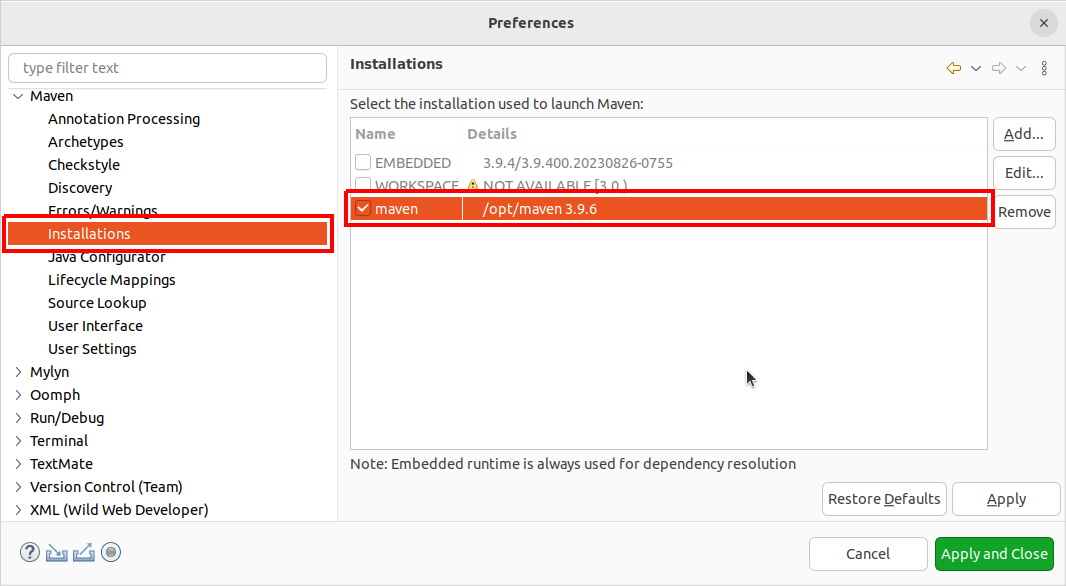 Preferences
type filter text
Maven
Annotation Processing
Archetypes
Checkstyle
Discovery
Errors/Warnings
Installations
Java Configurator
Lifecycle Mappings
Source Lookup
User Interface
User Settings
Mylyn
Oomph
Run/Debug
Terminal
TextMate
Version Control (Team)
XML (Wild Web Developer)
Installations
Select the installation used to launch Maven:
Name Details
EMBEDDED 3.9.4/3.9.400.20230826-0755
WORKSPACE NOT AVAILABLE [3.0,)
maven /opt/maven 3.9.6
Add...
Edit...
Remove
Note: Embedded runtime is always used for dependency resolution
Restore Defaults Apply
Cancel Apply and Close